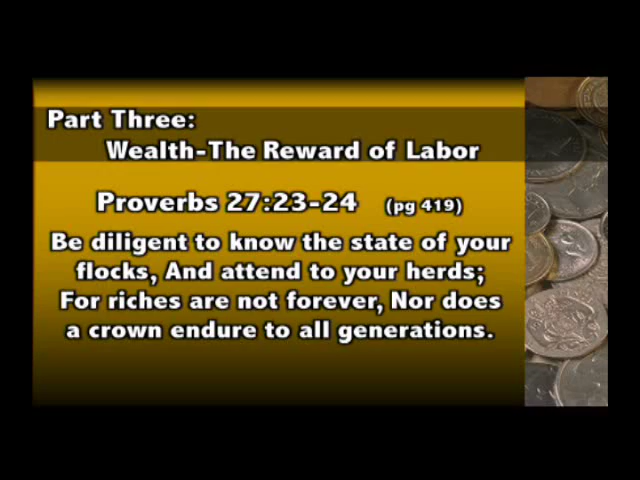 Part Three:
Wealth-The Reward of Labor
Proverbs 27:23-24 (pg 419)
Be diligent to know the state of your
flocks, And attend to your herds;
For riches are not forever, Nor does
a crown endure to all generations.